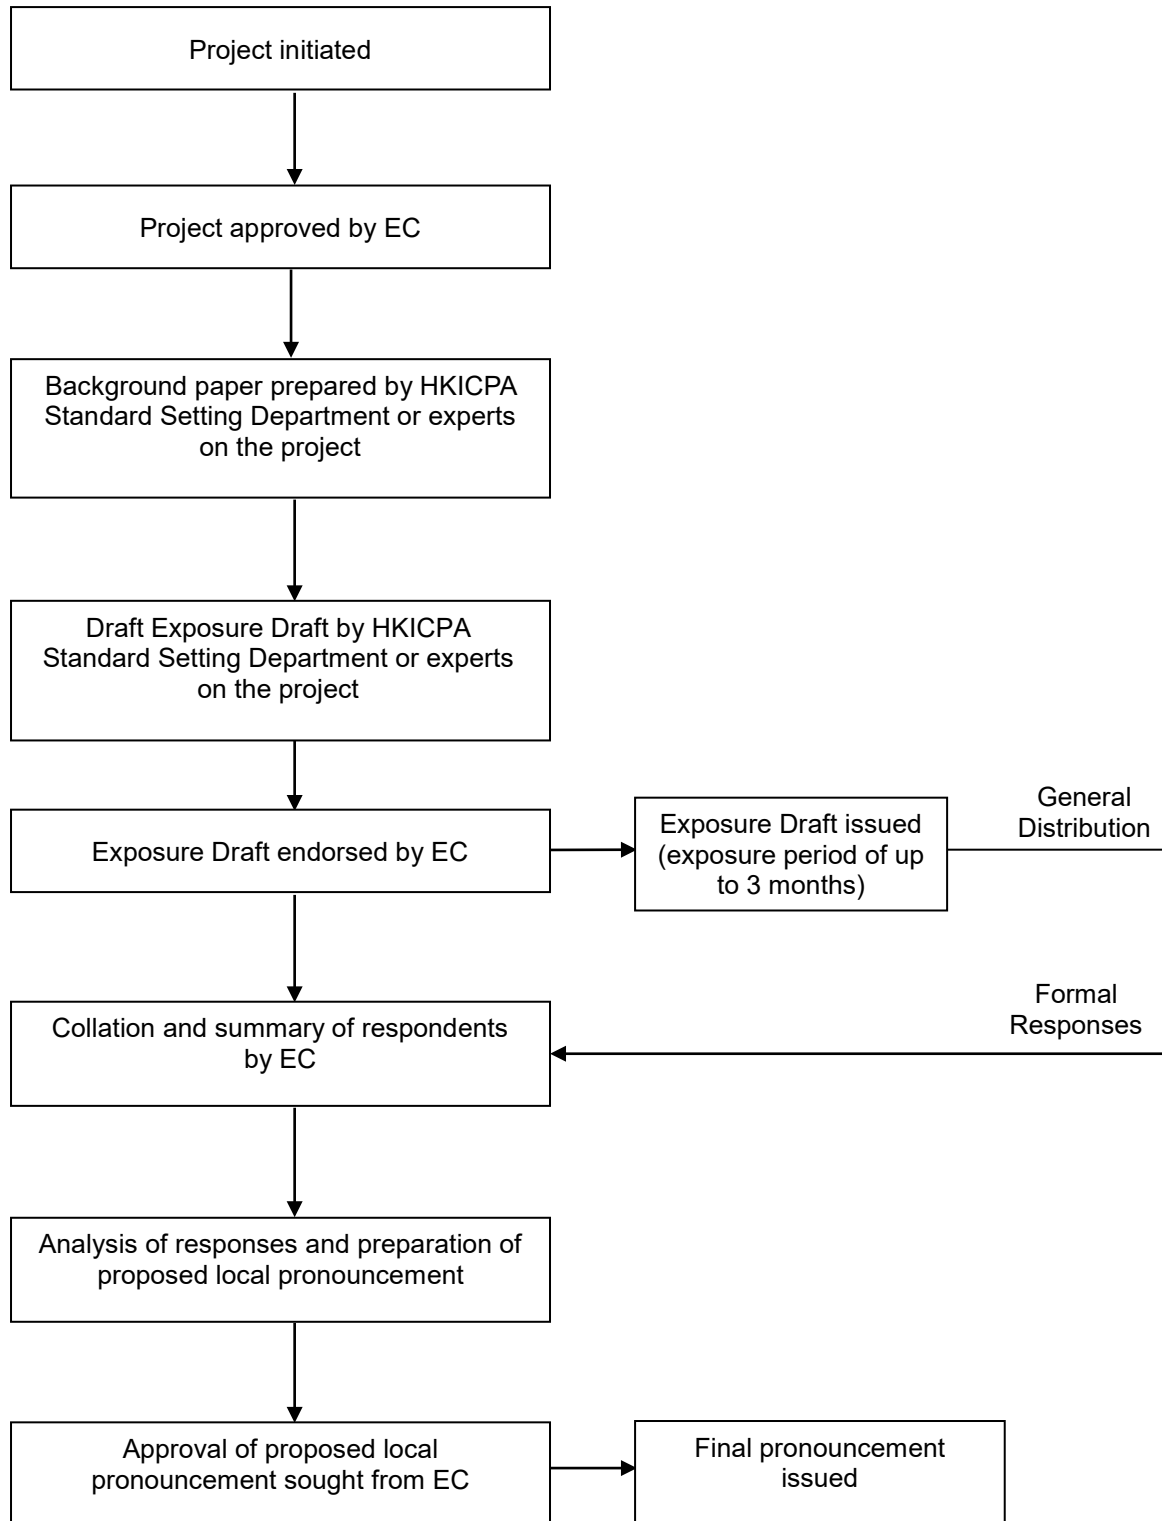 Project initiated
Project approved by EC
Background paper prepared by HKICPA
Standard Setting Department or experts
on the project
Draft Exposure Draft by HKICPA
Standard Setting Department or experts
on the project
Exposure Draft endorsed by EC
Exposure Draft issued
(exposure period of up
to 3 months)
General
Distribution
Formal
Responses
Collation and summary of respondents
by EC
Analysis of responses and preparation of
proposed local pronouncement
Approval of proposed local
pronouncement sought from EC
Final pronouncement
issued